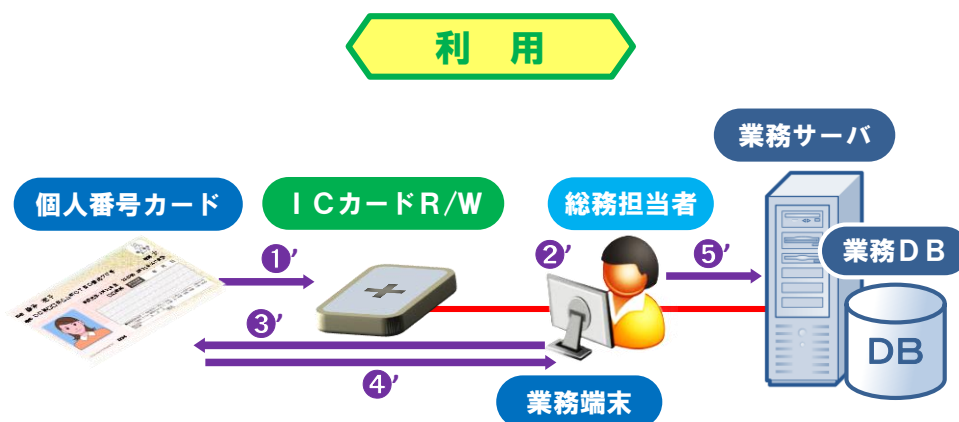 利　用
業務サーバ
個人番号カード
ＩＣカードＲ/Ｗ
総務担当者
❶’
❷’
❺’
業務ＤＢ
❸’
DB
❹’
業務端末